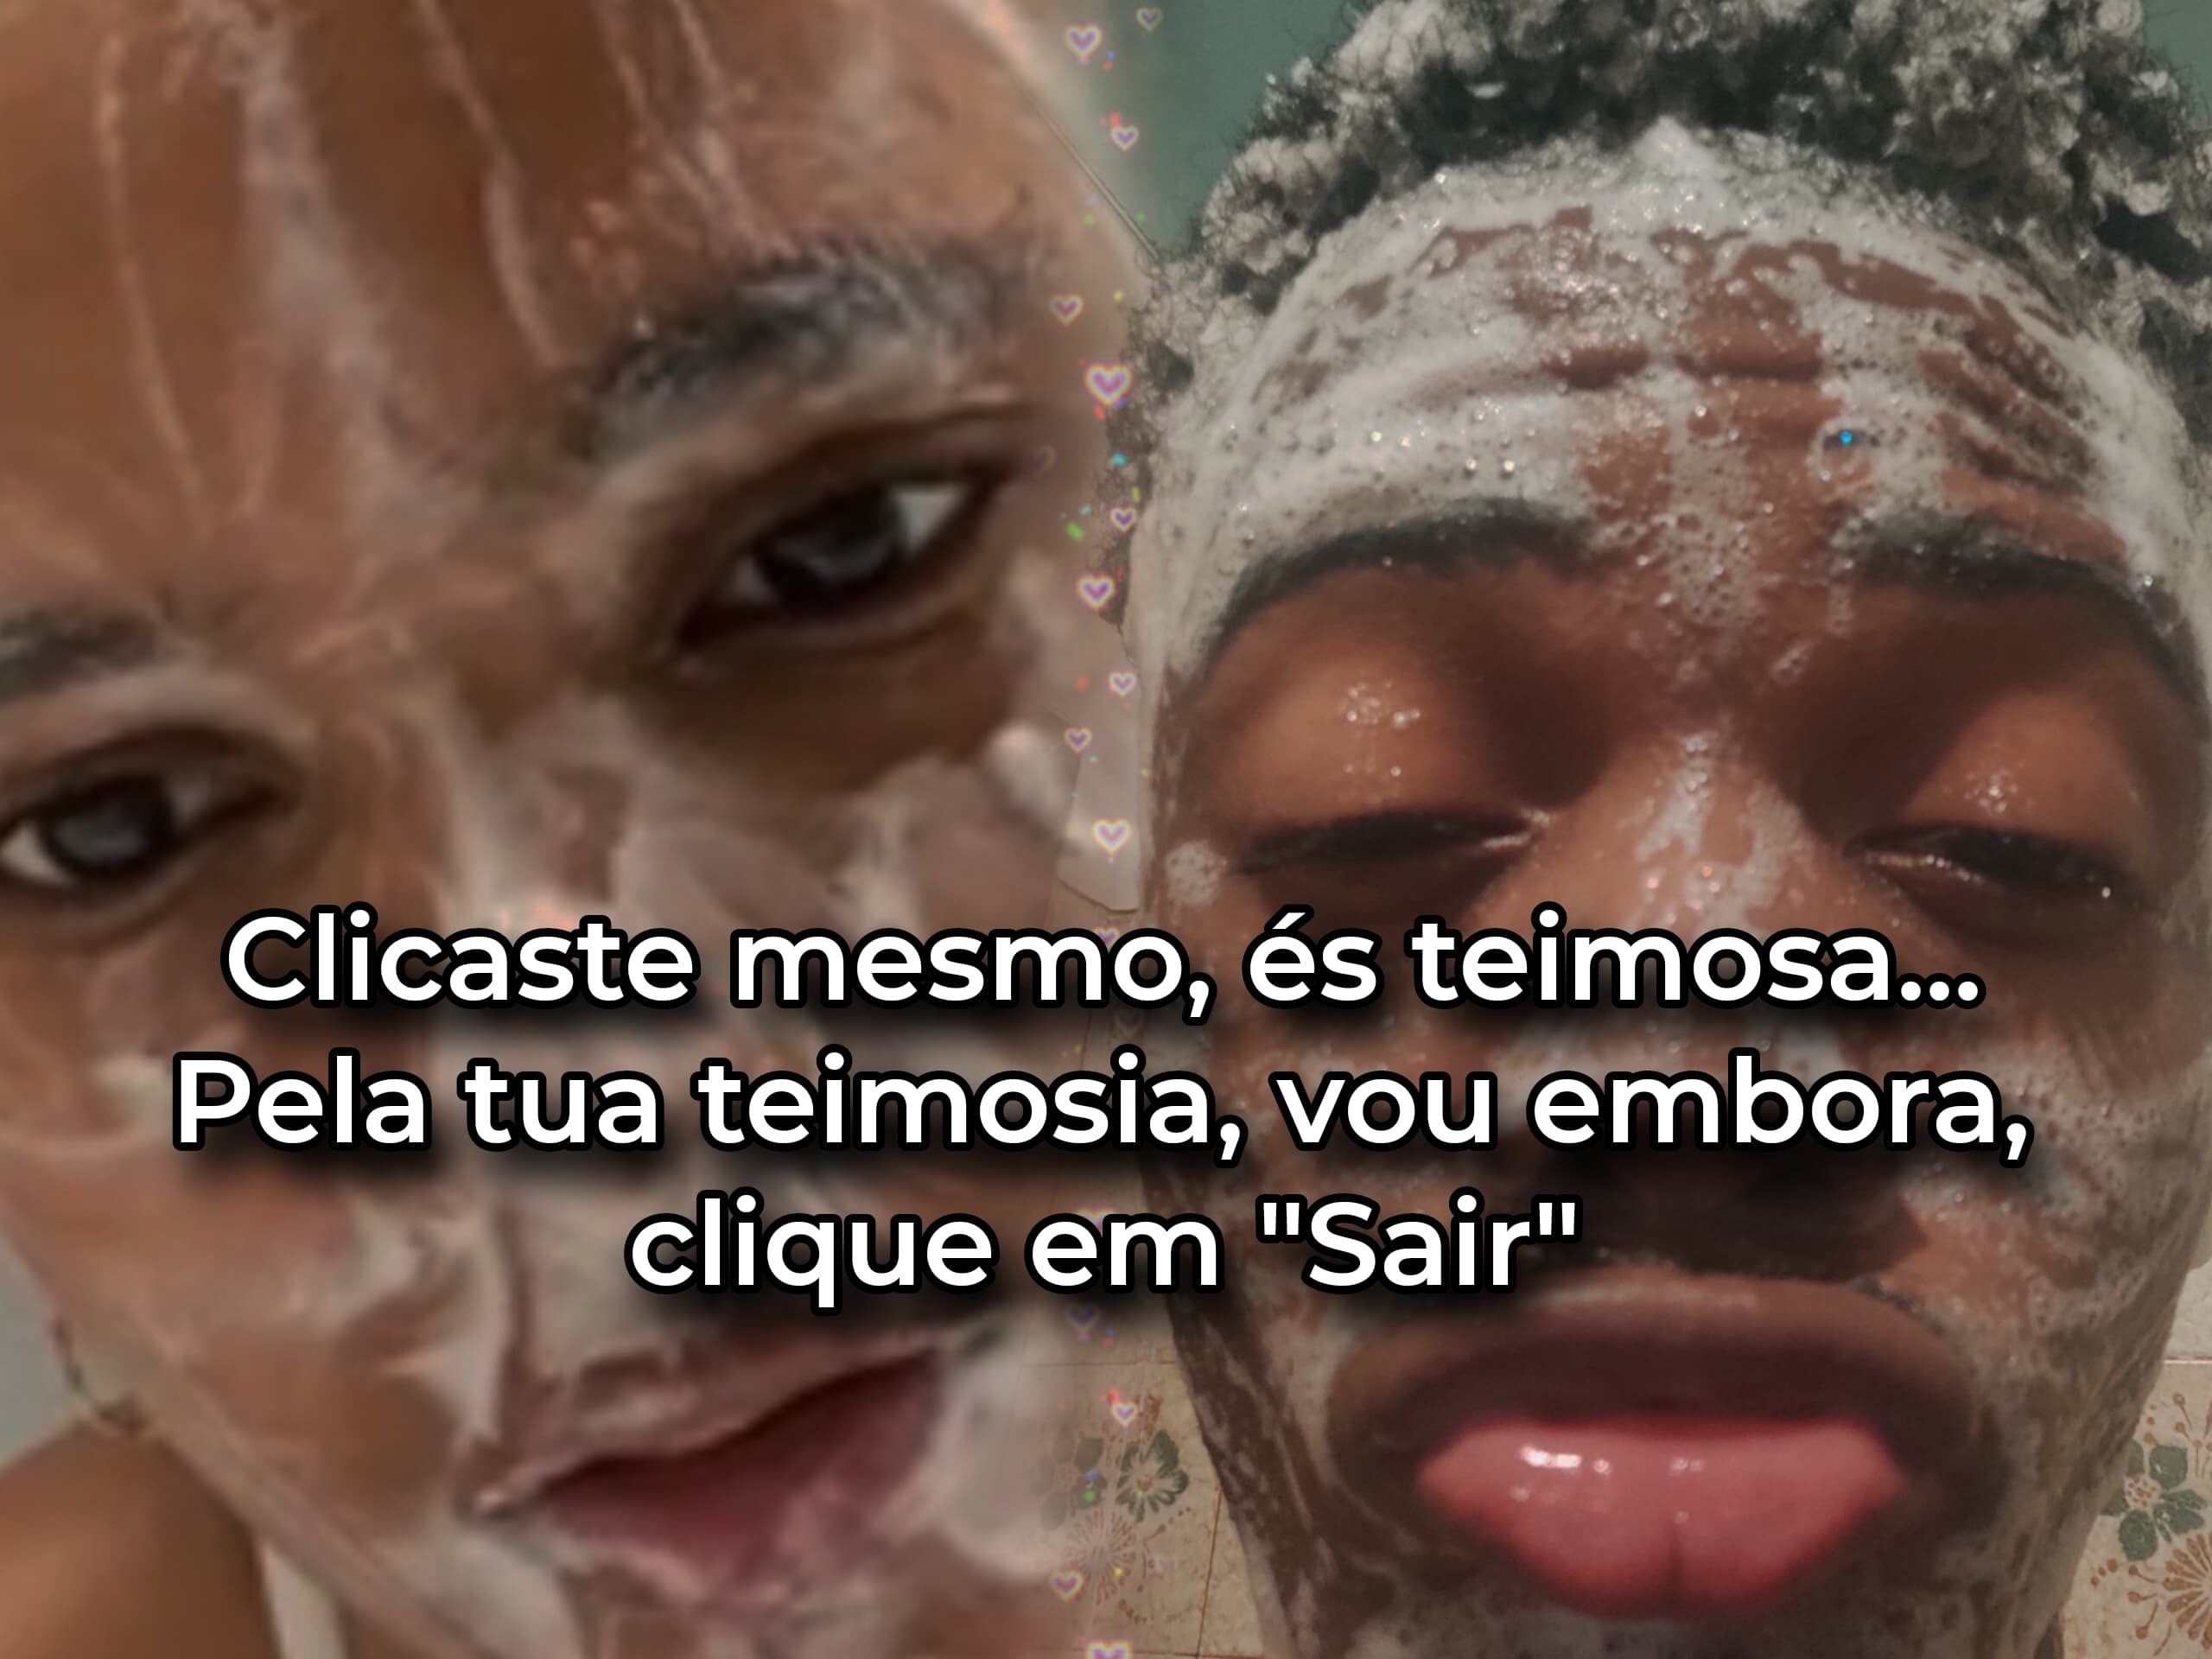 Clicaste mesmo, és teimosa...
Pela tua teimosia, vou embora,
clique em "Sair"